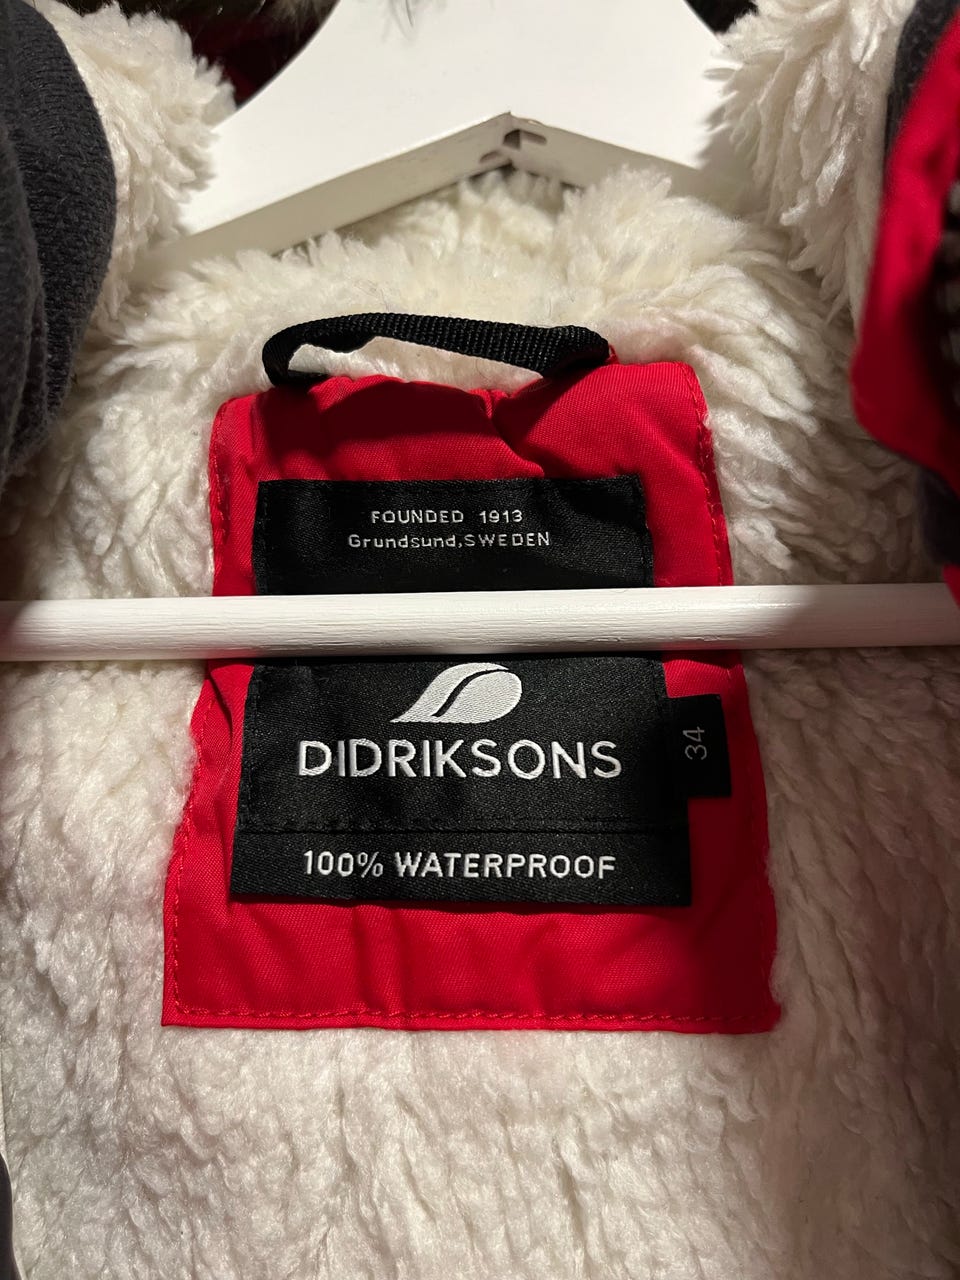 FOUNDED 1913
Grundsund,SWEDEN
DIDRIKSONS
34
100% WATERPROOF